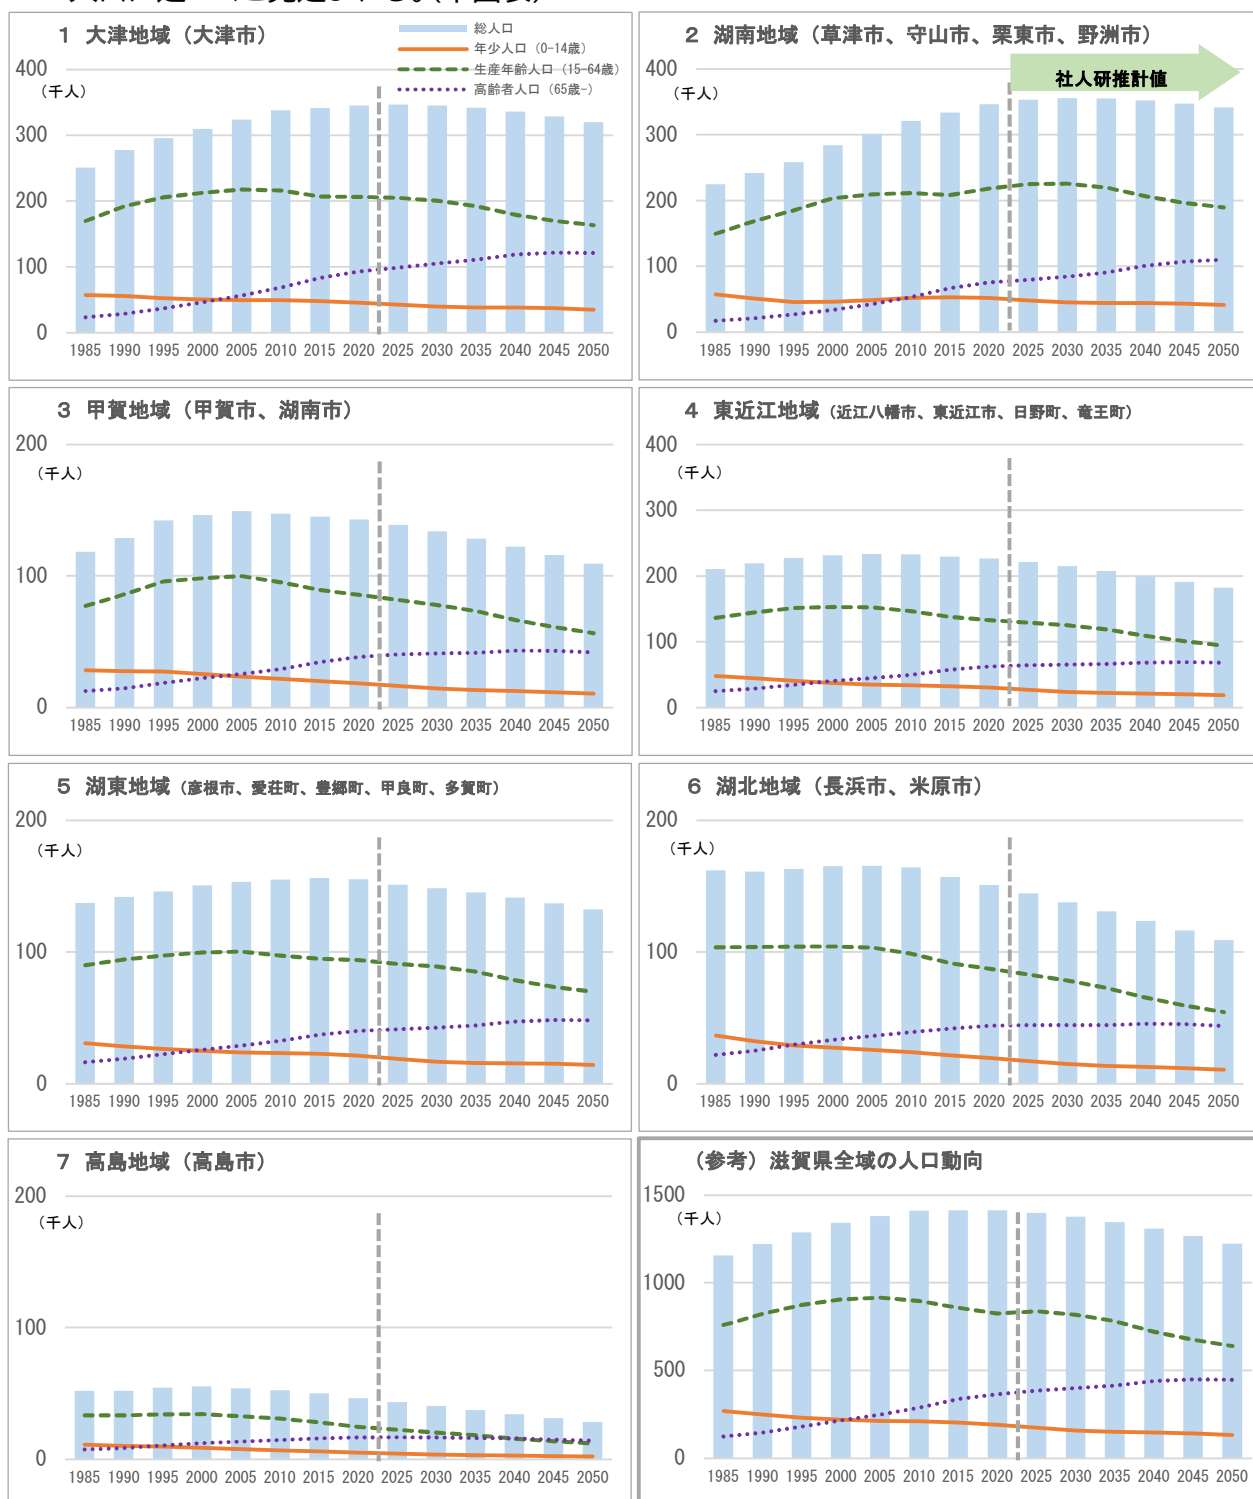 1 大津地域（大津市）
総人口
年少人口（0-14歳）
生産年齢人口（15-64歳）
高齢者人口（65歳-）
400
（千人）
300
200
100
0
1985 1990 1995 2000 2005 2010 2015 2020 2025 2030 2035 2040 2045 2050
2 湖南地域（草津市、守山市、栗東市、野洲市）
社人研推計値
400
（千人）
300
200
100
0
1985 1990 1995 2000 2005 2010 2015 2020 2025 2030 2035 2040 2045 2050
3 甲賀地域（甲賀市、湖南市）
200
（千人）
100
0
1985 1990 1995 2000 2005 2010 2015 2020 2025 2030 2035 2040 2045 2050
4 東近江地域（近江八幡市、東近江市、日野町、竜王町）
400
（千人）
300
200
100
0
1985 1990 1995 2000 2005 2010 2015 2020 2025 2030 2035 2040 2045 2050
5 湖東地域（彦根市、愛荘町、豊郷町、甲良町、多賀町）
200
（千人）
100
0
1985 1990 1995 2000 2005 2010 2015 2020 2025 2030 2035 2040 2045 2050
6 湖北地域（長浜市、米原市）
200
（千人）
100
0
1985 1990 1995 2000 2005 2010 2015 2020 2025 2030 2035 2040 2045 2050
7 高島地域（高島市）
200
（千人）
100
0
1985 1990 1995 2000 2005 2010 2015 2020 2025 2030 2035 2040 2045 2050
（参考）滋賀県全域の人口動向
1500
（千人）
1000
500
0
1985 1990 1995 2000 2005 2010 2015 2020 2025 2030 2035 2040 2045 2050